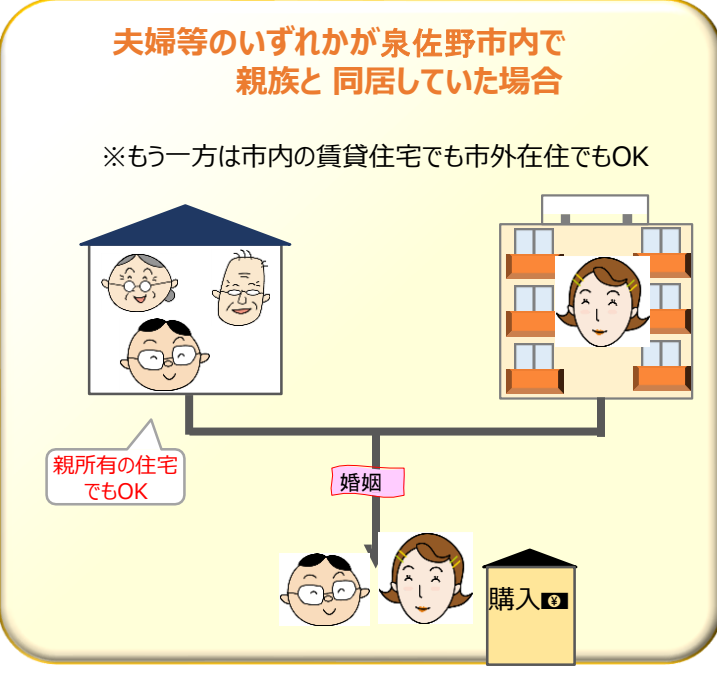 夫婦等のいずれかが泉佐野市内で
親族と 同居していた場合
※もう一方は市内の賃貸住宅でも市外在住でもOK
親所有の住宅
でもOK
婚姻
購入
¥